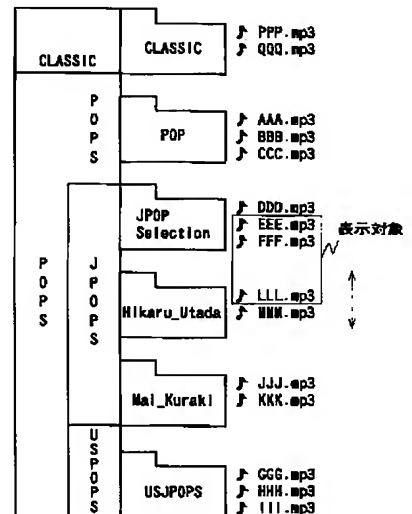 CLASSIC
CLASSIC
PPP.mp3
QQQ.mp3
POPS
POP
AAA.mp3
BBB.mp3
CCC.mp3
POPS
JPOPS
JPOP
Selection
DDD.mp3
EEE.mp3
FFF.mp3
表示対象
Hikaru_Utada
LLL.mp3
MMM.mp3
Mai_Kuraki
JJJ.mp3
KKK.mp3
USPOPS
USJPOPS
GGG.mp3
HHH.mp3
III.mp3